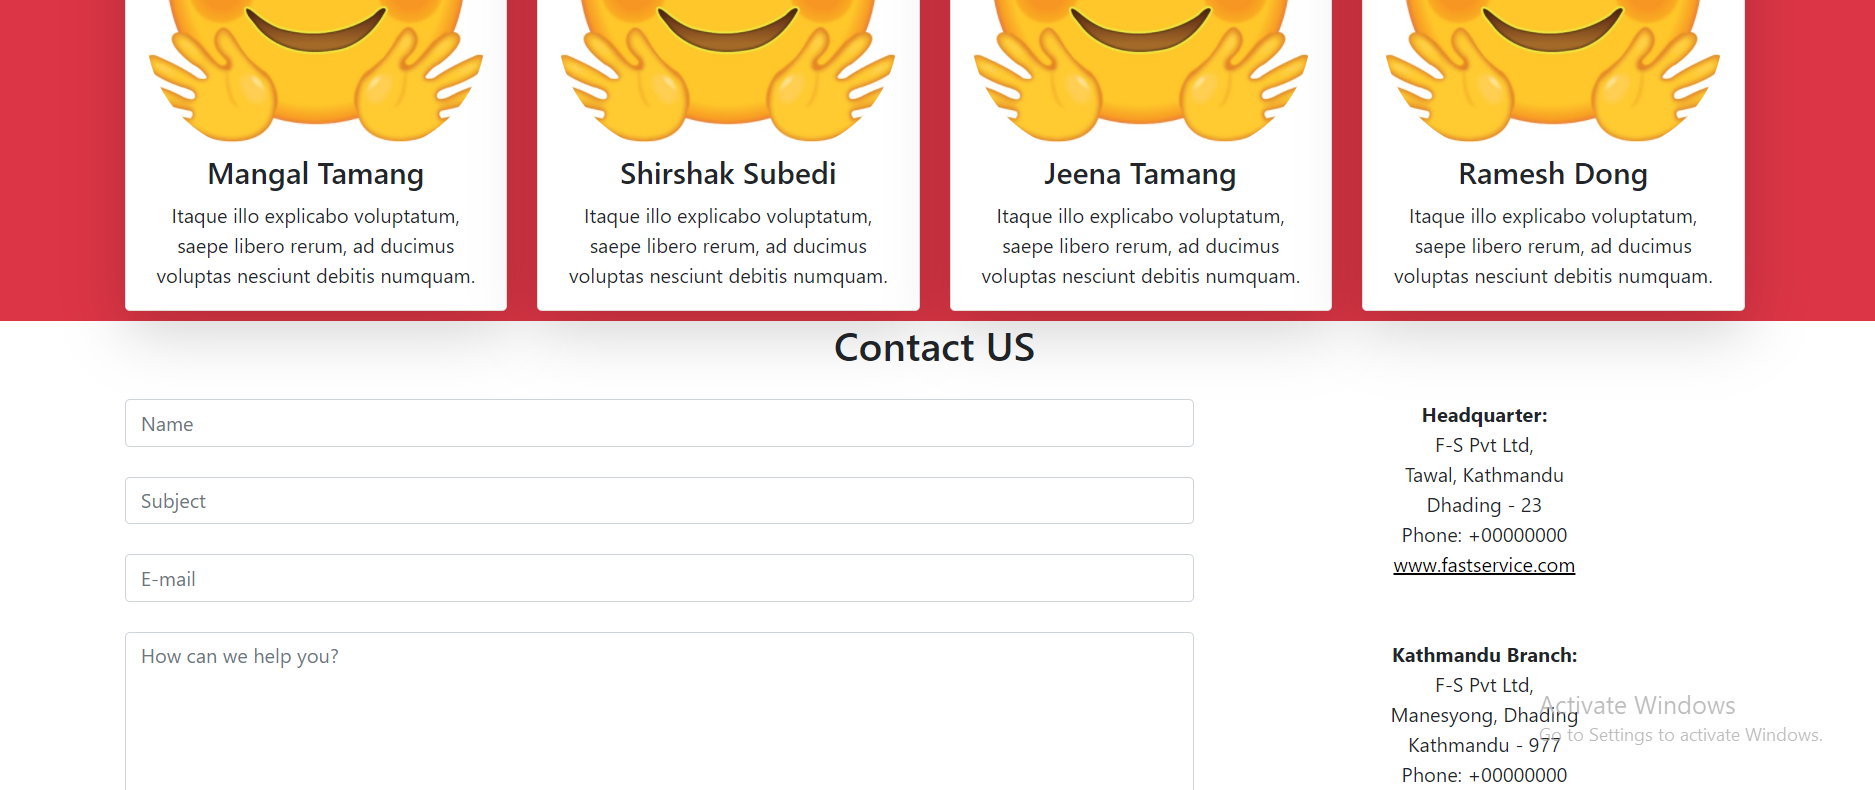 Mangal Tamang
Itaque illo explicabo voluptatum,
saepe libero rerum, ad ducimus
voluptas nesciunt debitis numquam.
Shirshak Subedi
Itaque illo explicabo voluptatum,
saepe libero rerum, ad ducimus
voluptas nesciunt debitis numquam.
Jeena Tamang
Itaque illo explicabo voluptatum,
saepe libero rerum, ad ducimus
voluptas nesciunt debitis numquam.
Ramesh Dong
Itaque illo explicabo voluptatum,
saepe libero rerum, ad ducimus
voluptas nesciunt debitis numquam.
Contact US
Name
Subject
E-mail
How can we help you?
Headquarter:
F-S Pvt Ltd,
Tawal, Kathmandu
Dhading - 23
Phone: +00000000
www.fastservice.com
Kathmandu Branch:
F-S Pvt Ltd,
Manesyong, Dhading
Kathmandu - 977
Phone: +00000000
Activate Windows
Go to Settings to activate Windows.